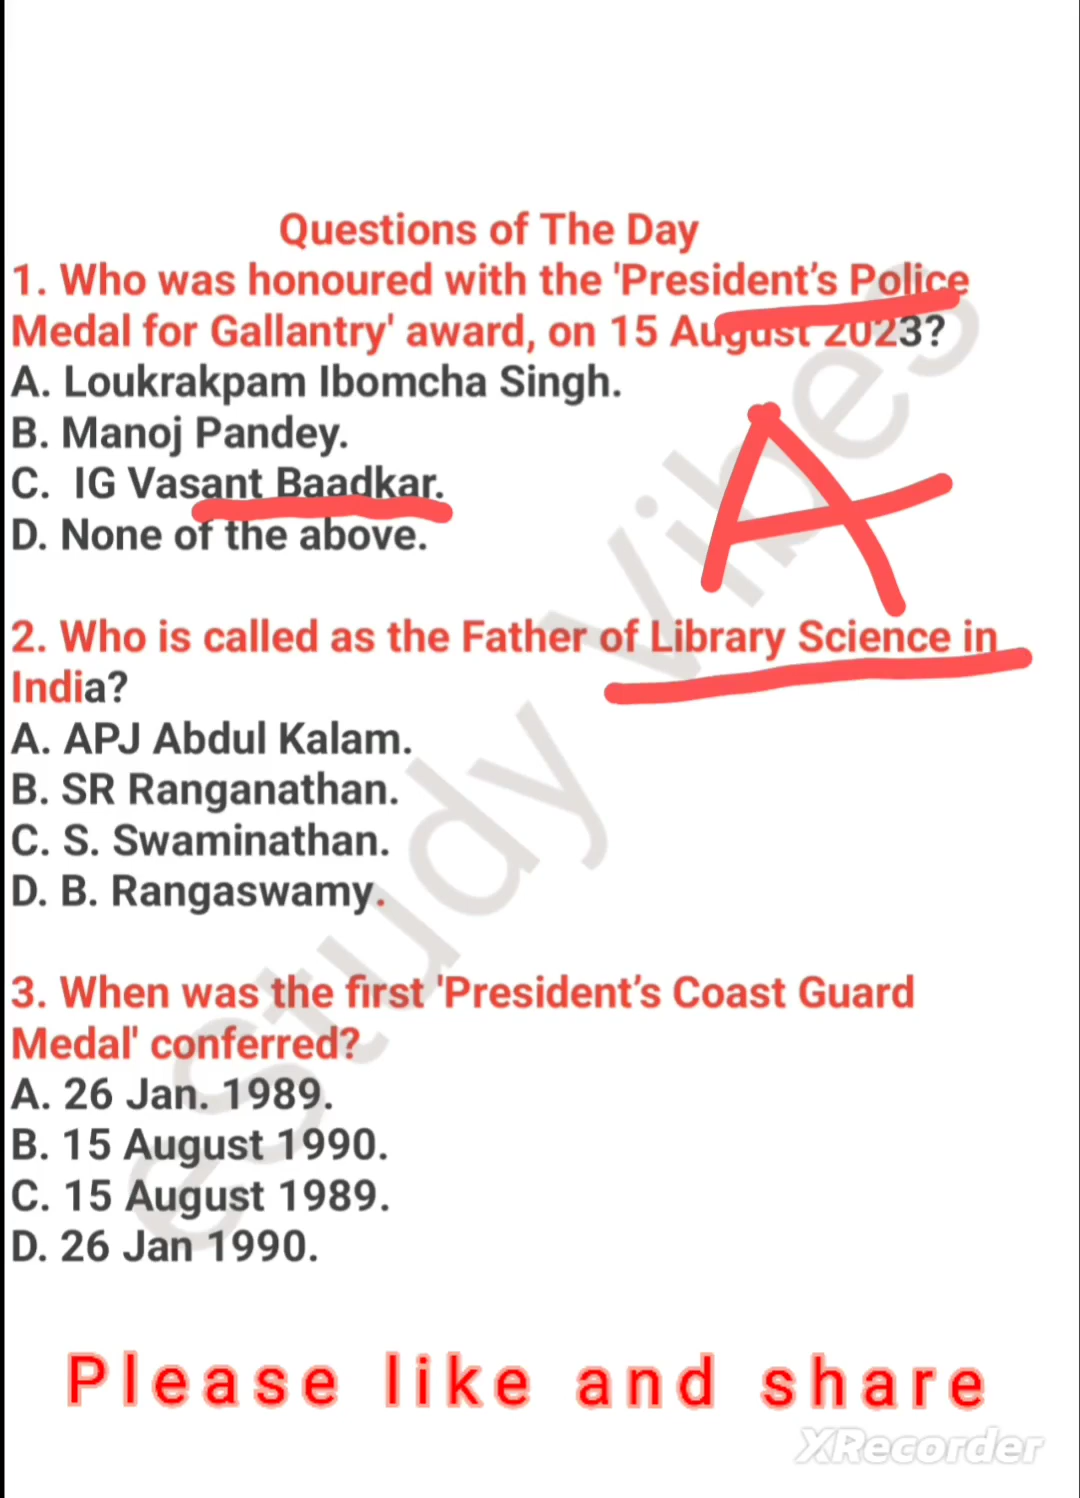 Questions of The Day
1. Who was honoured with the 'President's Police
Medal for Gallantry' award, on 15 August 2023?
A. Loukrakpam Ibomcha Singh.
B. Manoj Pandey.
C. IG Vasant Baadkar.
D. None of the above.
A
2. Who is called as the Father of Library Science in
India?
A. APJ Abdul Kalam.
B. SR Ranganathan.
C. S. Swaminathan.
D. B. Rangaswamy.
3. When was the first 'President's Coast Guard
Medal' conferred?
A. 26 Jan. 1989.
B. 15 August 1990.
C. 15 August 1989.
D. 26 Jan 1990.
eStudy Vibes
Please like and share
XRecorder